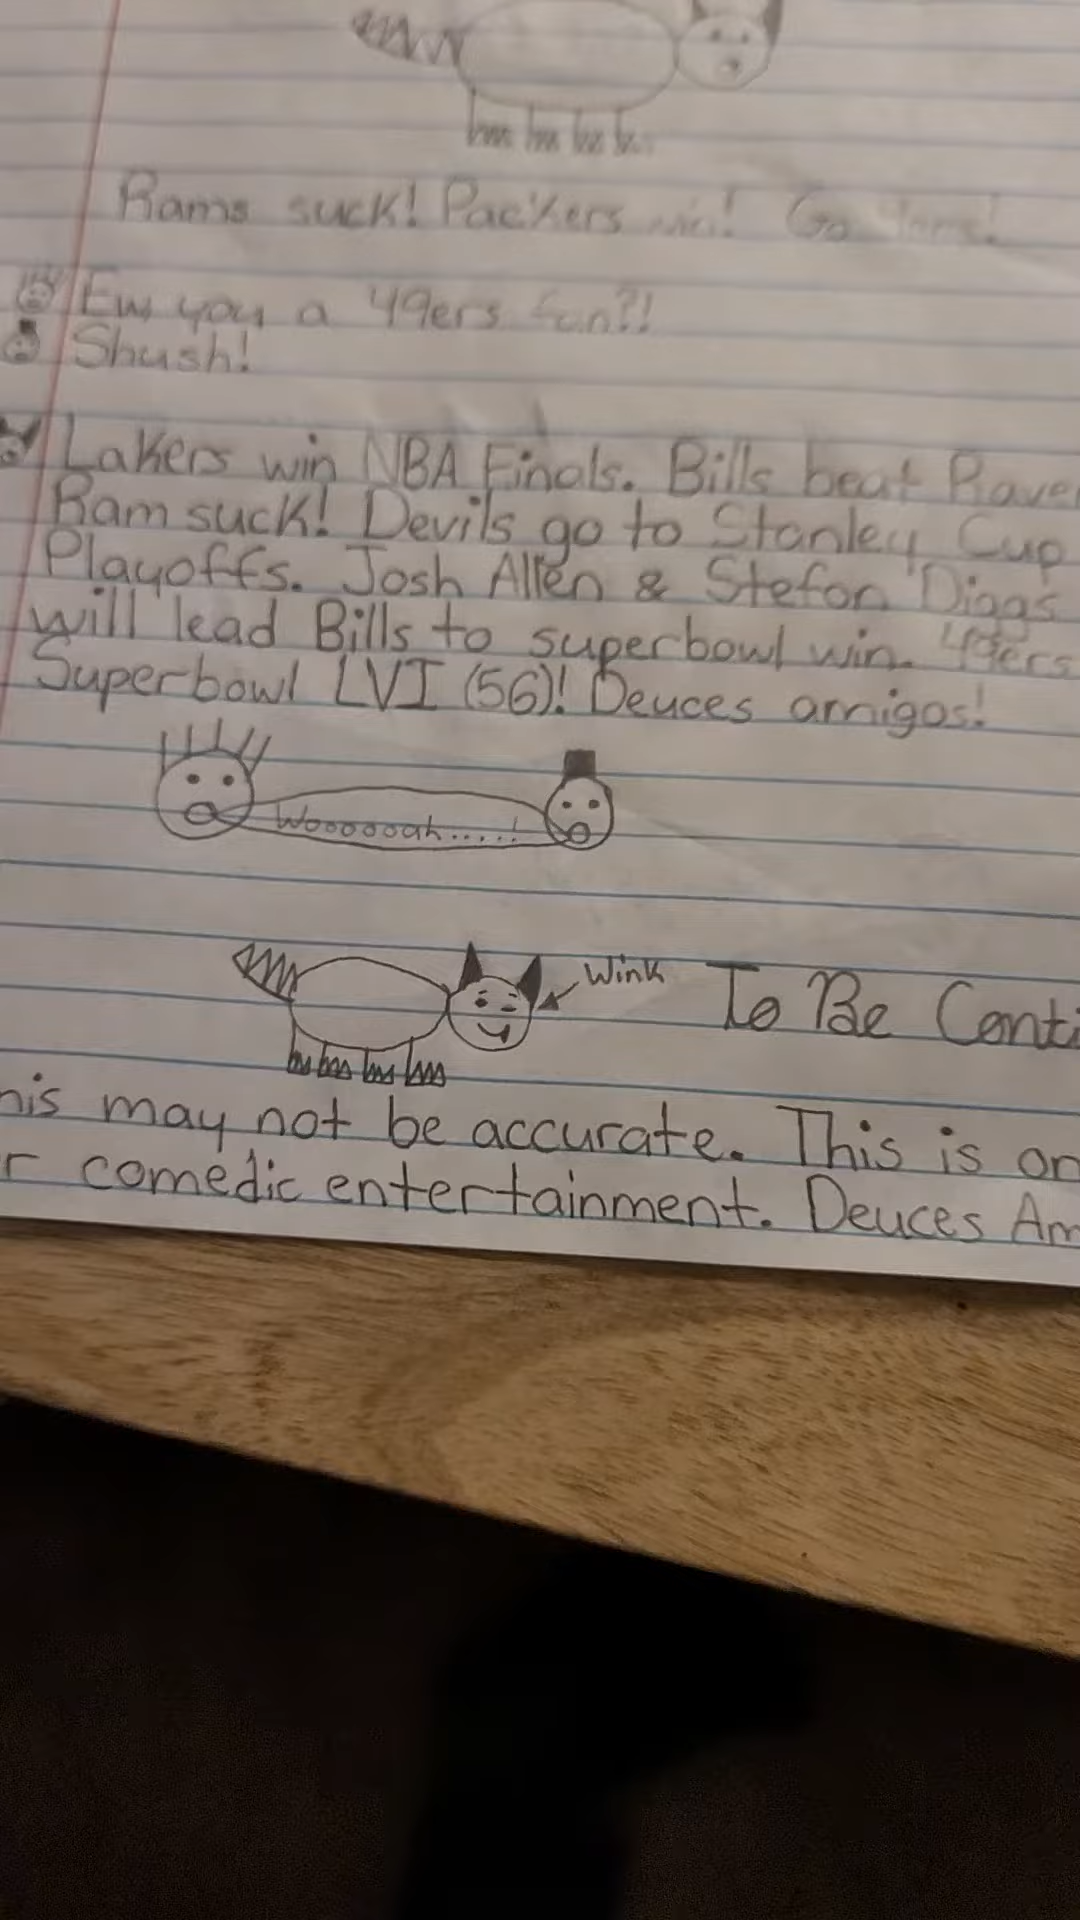 Rams suck! Packers win! Go
Ew you a 49ers fan?!
Shush!
Lakers win NBA Finals. Bills beat Rave
Ram suck! Devils go to Stanley Cup
Playoffs. Josh Allen & Stefon Diggs
will lead Bills to superbowl win. 49ers
Superbowl LVI (56)! Deuces amigos!
Woooooah....!
Wink
To Be Conti
his may not be accurate. This is on
r comedic entertainment. Deuces Am